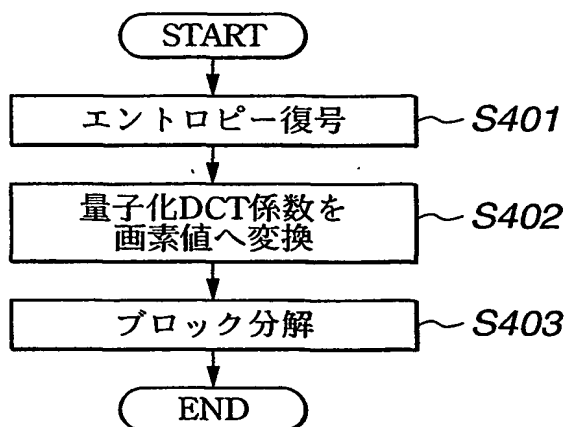 START
エントロピー復号
S401
量子化DCT係数を
画素値へ変換
S402
ブロック分解
S403
END